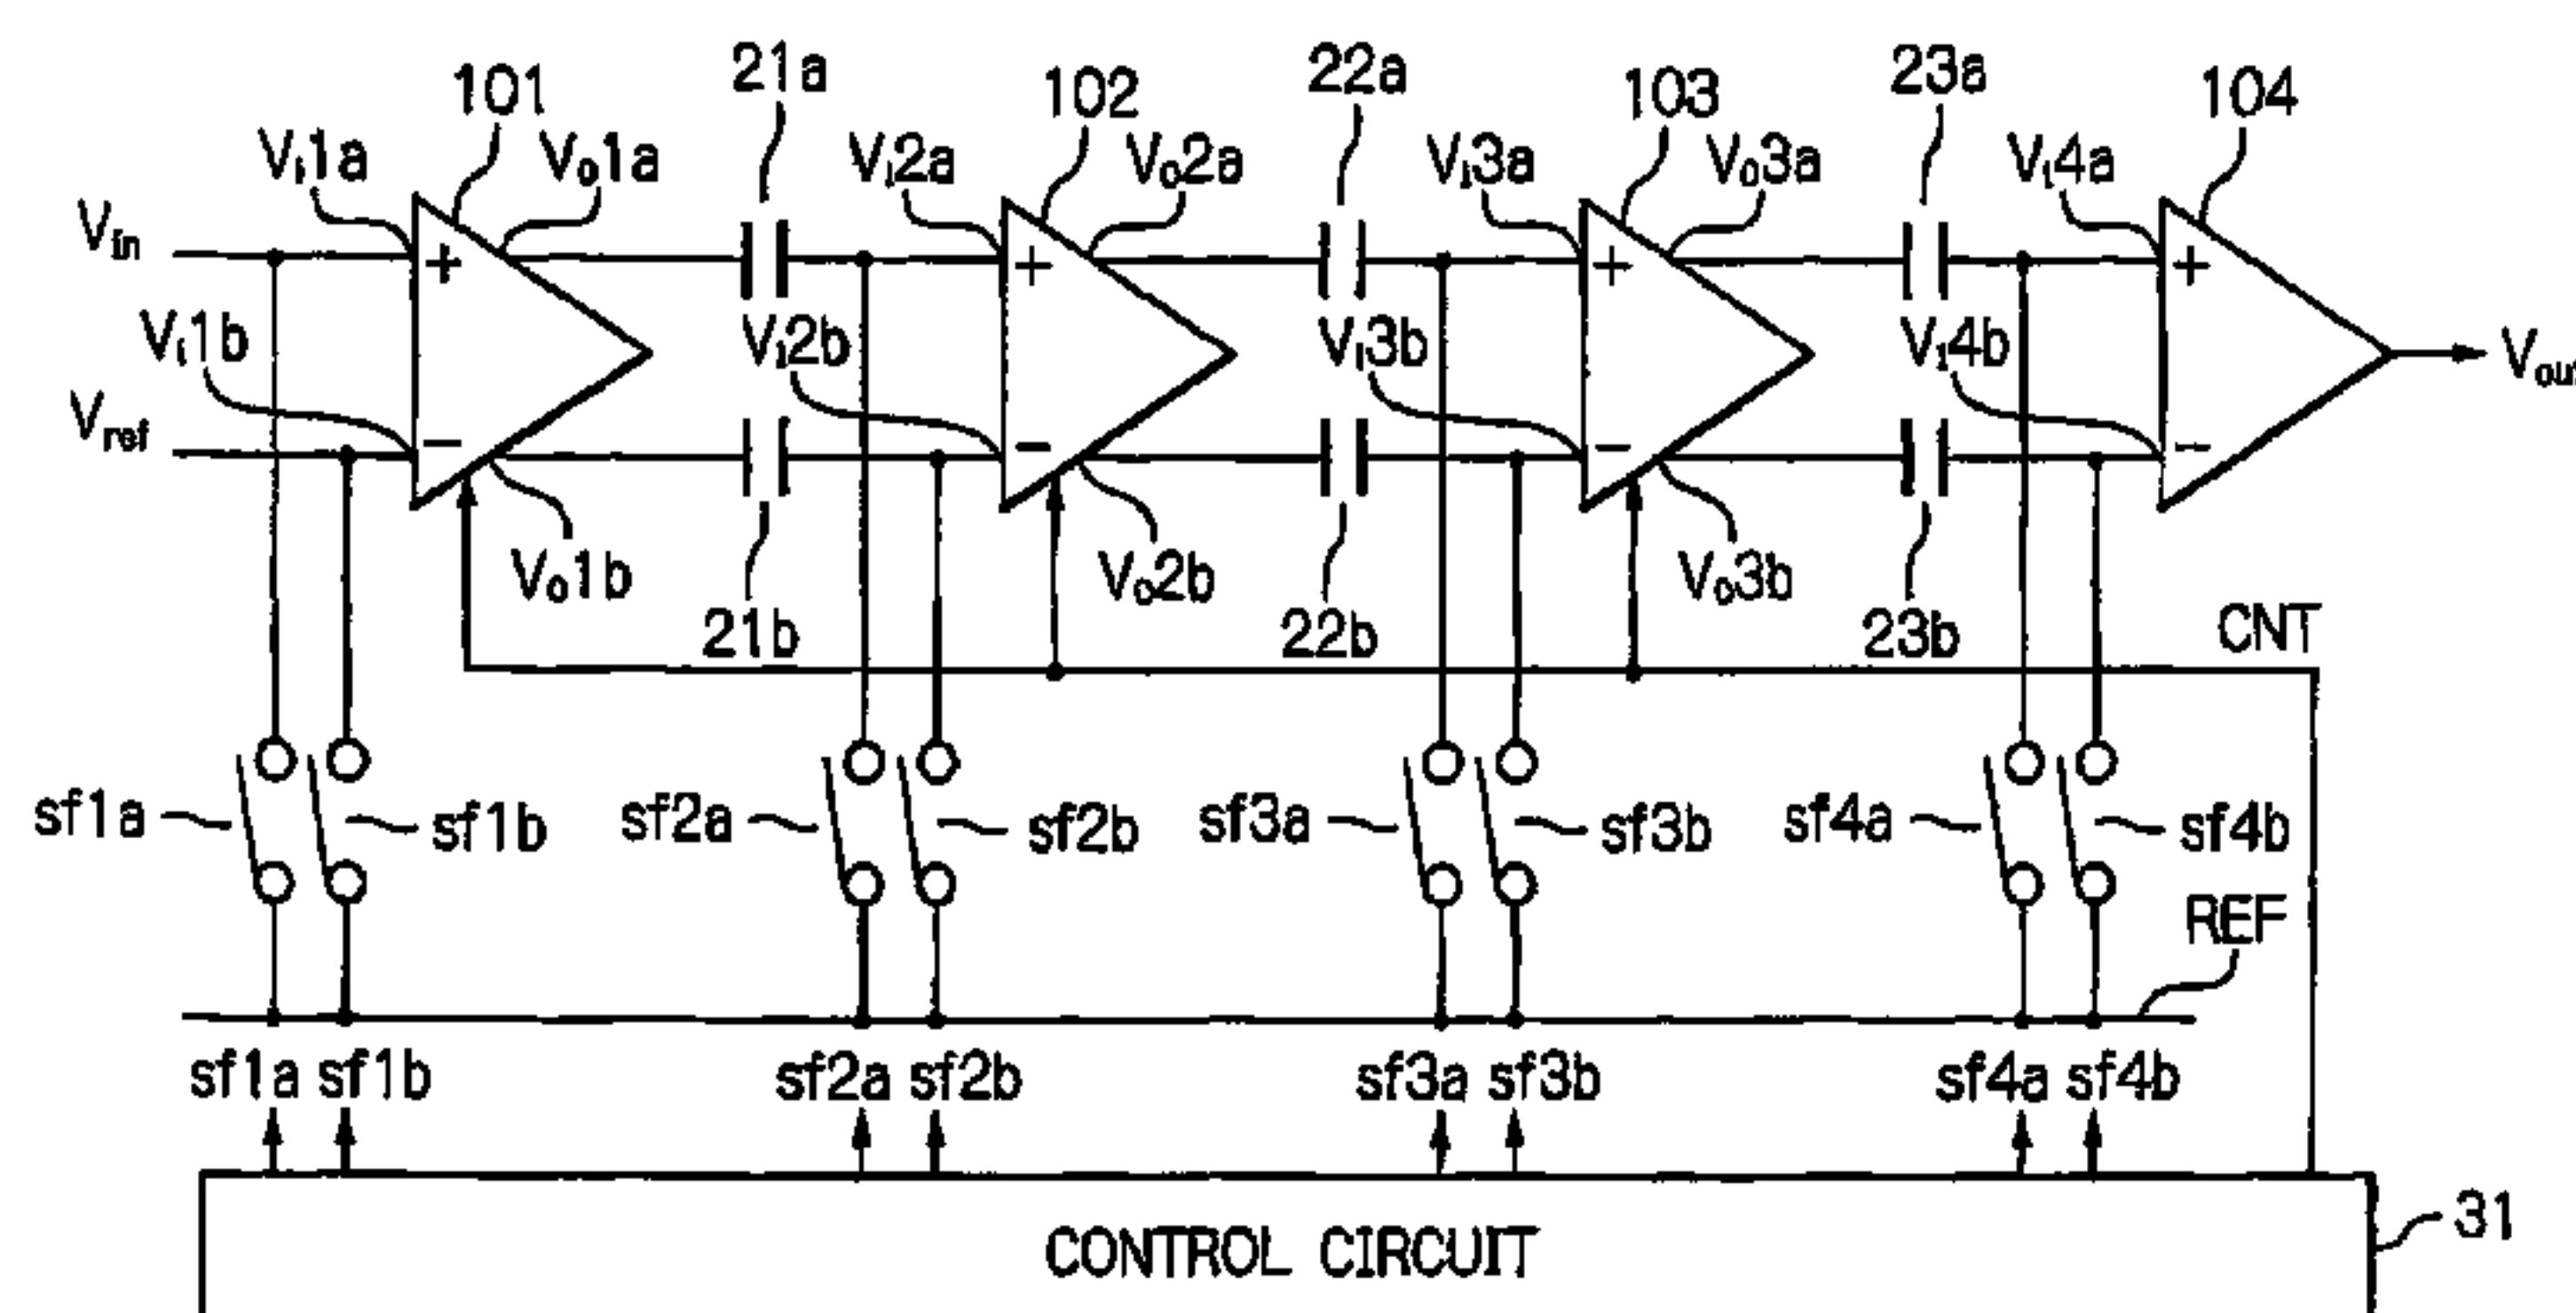 21a 22a 23a
101 102 103 104
Vi1a Vo1a Vi2a Vo2a Vi3a Vo3a Vi4a
Vin
+ + + +
Vi1b Vi2b Vi3b Vi4b
Vout
Vref
− − − −
Vo1b Vo2b Vo3b
21b 22b 23b CNT
sf1a sf1b sf2a sf2b sf3a sf3b sf4a sf4b
REF
sf1a sf1b sf2a sf2b sf3a sf3b sf4a sf4b
31
CONTROL CIRCUIT